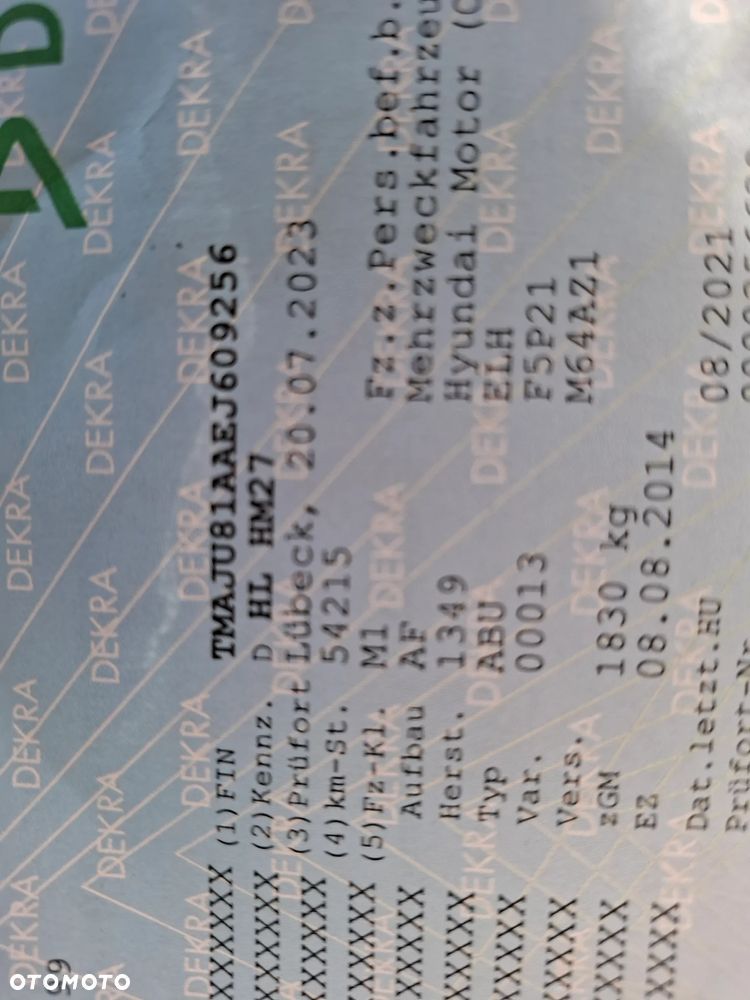 DEKRA
XXXXXX (1)FIN TMAJU81AAEJ609256
XXXXXX (2)Kennz. D HL HM27
XXXXXX (3)Prüfort Lübeck, 20.07.2023
XXXXXX (4)km-St. 54215
XXXXX (5)Fz-Kl. M1 Fz.z.Pers.bef.b.
XXXXX Aufbau AF Mehrzweckfahrzeu
XXXXX Herst. 1349 Hyundai Motor (C
XXXXX Typ ABU ELH
XXXXX Var. 00013 F5P21
XXXX Vers. M64AZ1
XXXX zGM 1830 kg
XXXX EZ 08.08.2014
Dat.letzt.HU 08/2021
Prüfort-Nr
OTOMOTO